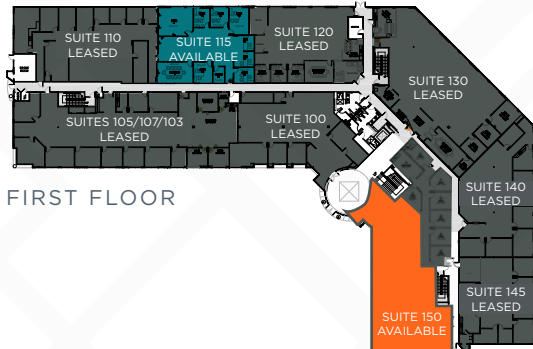 SUITE 110
LEASED
SUITE 115
AVAILABLE
SUITE 120
LEASED
SUITE 130
LEASED
SUITES 105/107/103
LEASED
SUITE 100
LEASED
SUITE 140
LEASED
FIRST FLOOR
SUITE 145
LEASED
SUITE 150
AVAILABLE